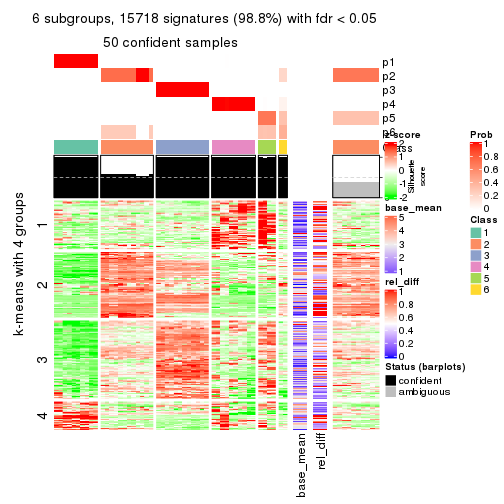 6 subgroups, 15718 signatures (98.8%) with fdr < 0.05
50 confident samples
p1
p2
p3
p4
p5
p6
Class
z-score
2
1
0
-1
-2
Silhouette
score
Prob
1
0.8
0.6
0.4
0.2
0
Class
1
2
3
4
5
6
base_mean
5
4
3
2
1
rel_diff
1
0.8
0.6
0.4
0.2
0
Status (barplots)
confident
ambiguous
k-means with 4 groups
1
2
3
4
base_mean
rel_diff